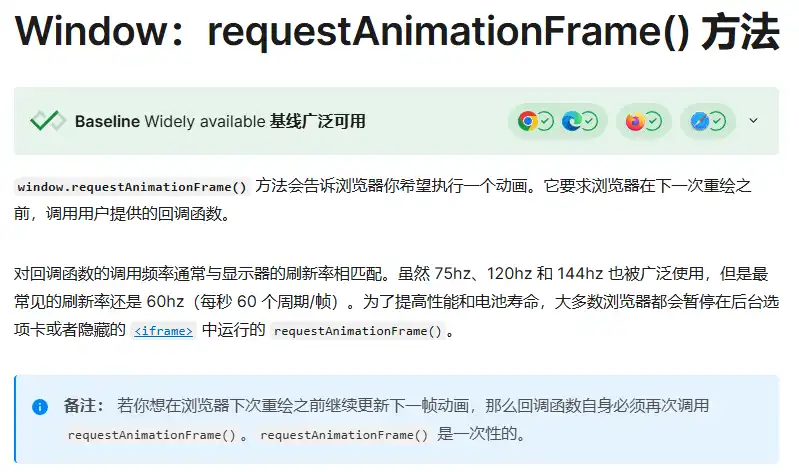 Window：requestAnimationFrame() 方法
Baseline Widely available 基线广泛可用
window.requestAnimationFrame() 方法会告诉浏览器你希望执行一个动画。它要求浏览器在下一次重绘之
前，调用用户提供的回调函数。
对回调函数的调用频率通常与显示器的刷新率相匹配。虽然 75hz、120hz 和 144hz 也被广泛使用，但是最
常见的刷新率还是 60hz（每秒 60 个周期/帧）。为了提高性能和电池寿命，大多数浏览器都会暂停在后台选
项卡或者隐藏的 <iframe> 中运行的 requestAnimationFrame()。
备注： 若你想在浏览器下次重绘之前继续更新下一帧动画，那么回调函数自身必须再次调用
requestAnimationFrame()。requestAnimationFrame() 是一次性的。